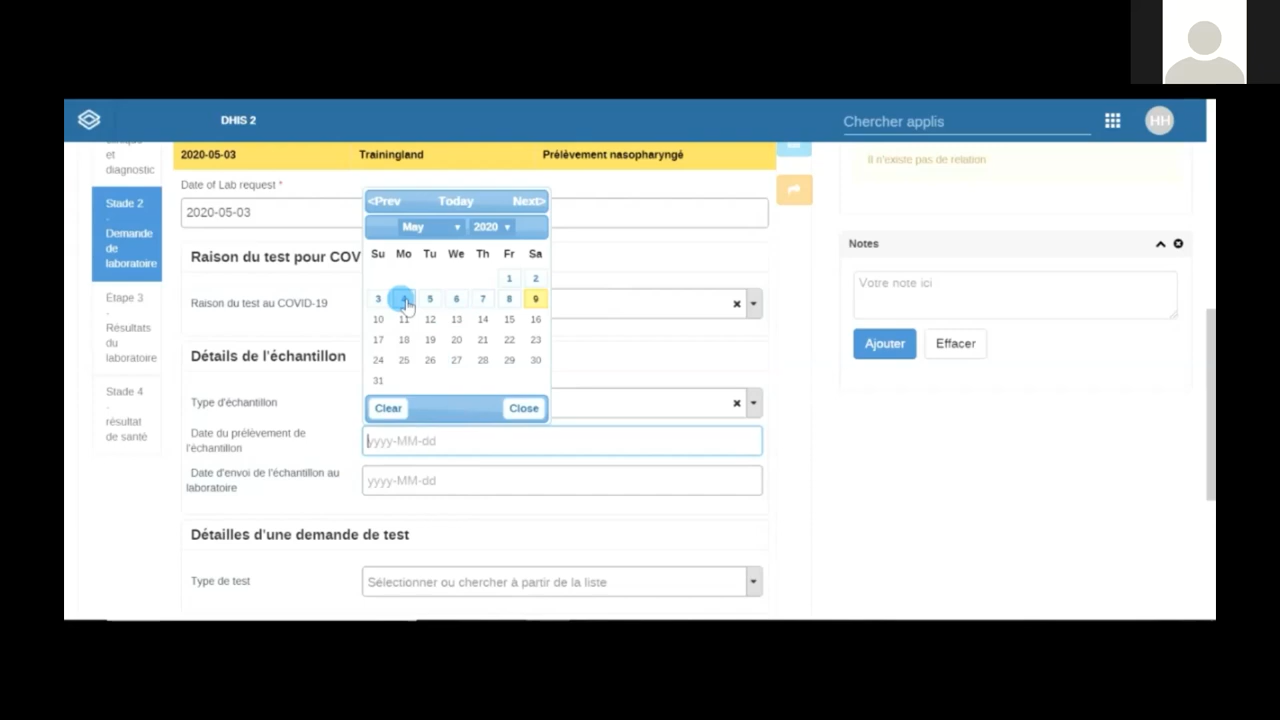 DHIS 2
Chercher applis
HH
et
diagnostic
2020-05-03 Trainingland Prélèvement nasopharyngé
Il n'existe pas de relation
Stade 2
-
Demande
de
laboratoire
Étape 3
-
Résultats
du
laboratoire
Stade 4
-
résultat
de santé
Date of Lab request *
2020-05-03
Raison du test pour COV
Raison du test au COVID-19
Détails de l'échantillon
Type d'échantillon
Date du prélèvement de
l'échantillon
yyyy-MM-dd
Date d'envoi de l'échantillon au
laboratoire
yyyy-MM-dd
Détailles d'une demande de test
Type de test
Sélectionner ou chercher à partir de la liste
<Prev Today Next>
May 2020
Su Mo Tu We Th Fr Sa
1 2
3 4 5 6 7 8 9
10 11 12 13 14 15 16
17 18 19 20 21 22 23
24 25 26 27 28 29 30
31
Clear Close
Notes
Votre note ici
Ajouter Effacer